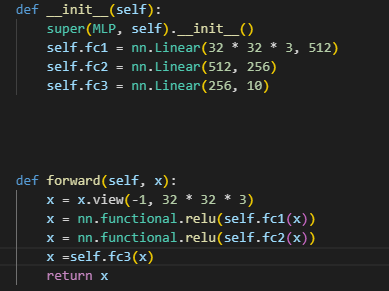 def __init__(self):
    super(MLP, self).__init__()
    self.fc1 = nn.Linear(32 * 32 * 3, 512)
    self.fc2 = nn.Linear(512, 256)
    self.fc3 = nn.Linear(256, 10)
def forward(self, x):
    x = x.view(-1, 32 * 32 * 3)
    x = nn.functional.relu(self.fc1(x))
    x = nn.functional.relu(self.fc2(x))
    x =self.fc3(x)
    return x